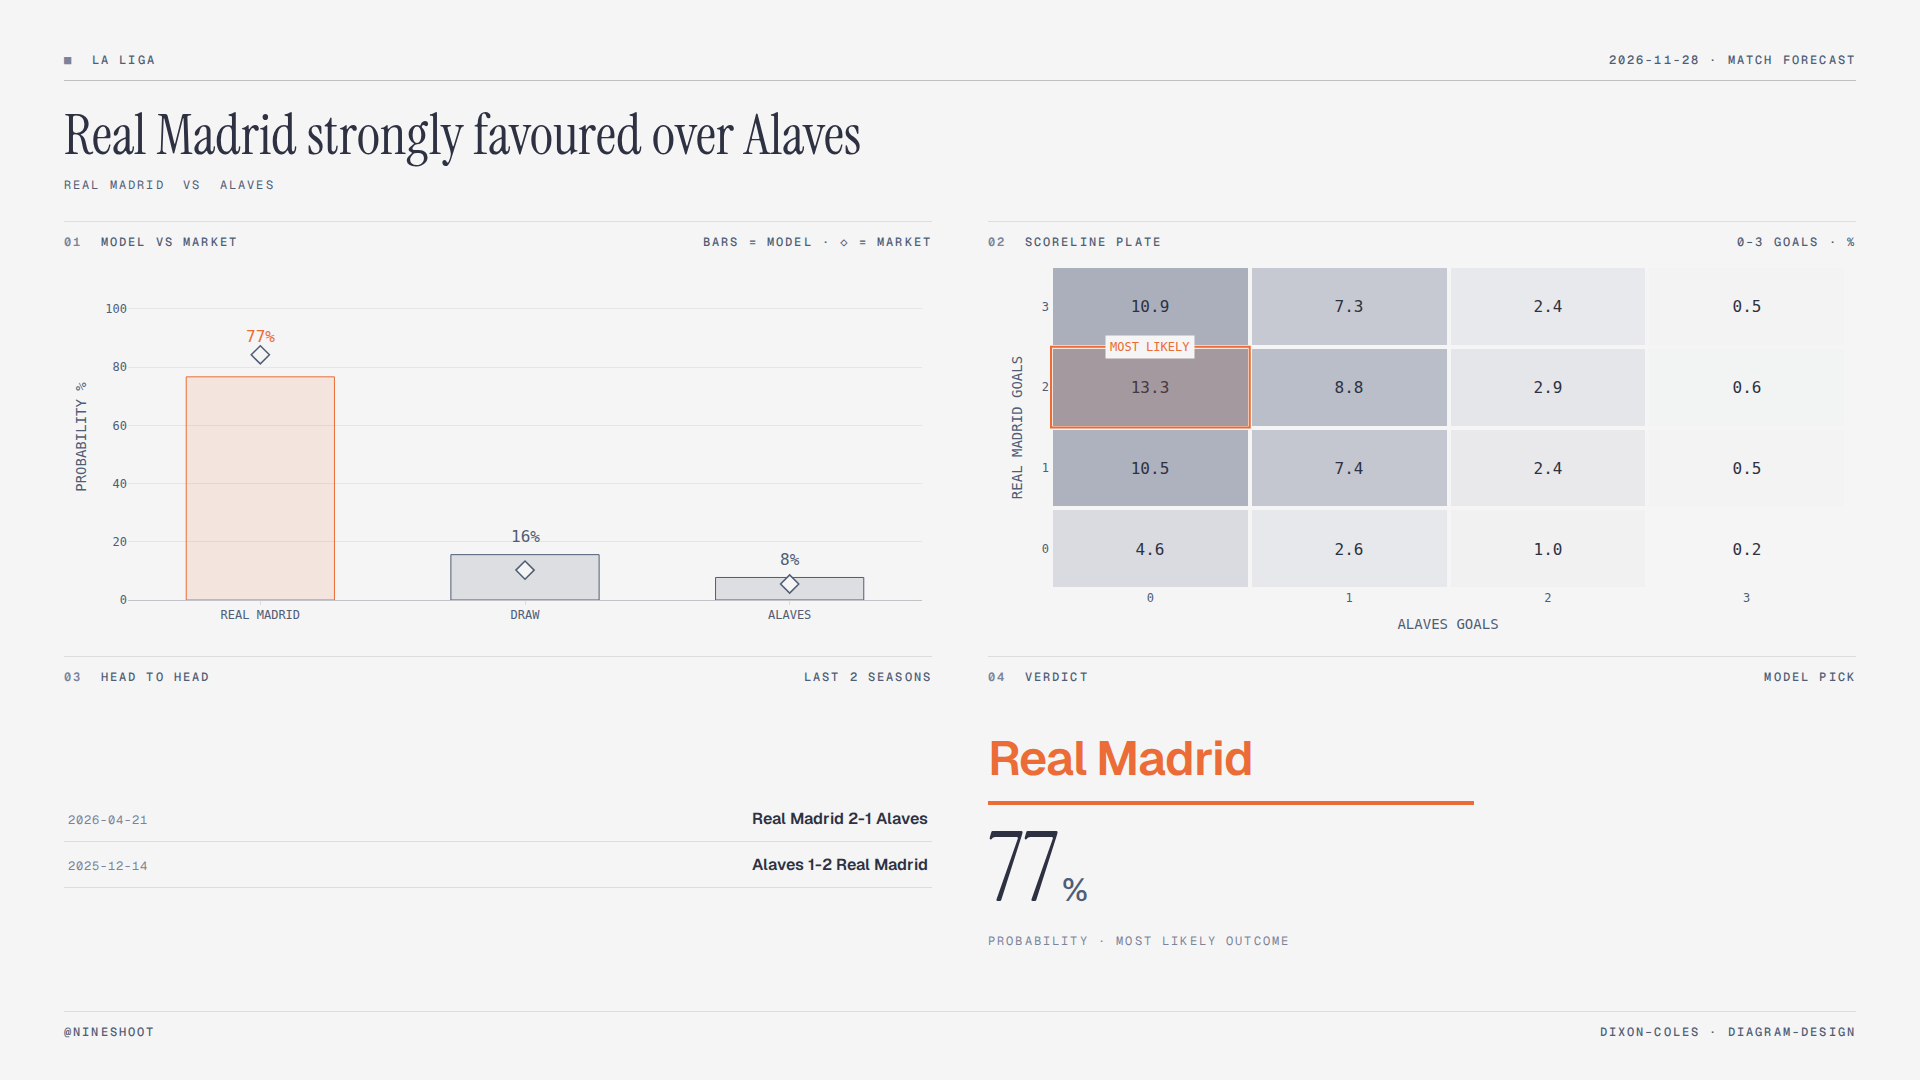 ■ LA LIGA
2026-11-28 · MATCH FORECAST
Real Madrid strongly favoured over Alaves
REAL MADRID VS ALAVES
01 MODEL VS MARKET
BARS = MODEL · ◇ = MARKET
PROBABILITY %
100
80
60
40
20
0
77%
16%
8%
REAL MADRID
DRAW
ALAVES
02 SCORELINE PLATE
0–3 GOALS · %
REAL MADRID GOALS
3 10.9 7.3 2.4 0.5
MOST LIKELY
2 13.3 8.8 2.9 0.6
1 10.5 7.4 2.4 0.5
0 4.6 2.6 1.0 0.2
0 1 2 3
ALAVES GOALS
03 HEAD TO HEAD
LAST 2 SEASONS
2026-04-21 Real Madrid 2-1 Alaves
2025-12-14 Alaves 1-2 Real Madrid
04 VERDICT
MODEL PICK
Real Madrid
77%
PROBABILITY · MOST LIKELY OUTCOME
@NINESHOOT
DIXON–COLES · DIAGRAM-DESIGN